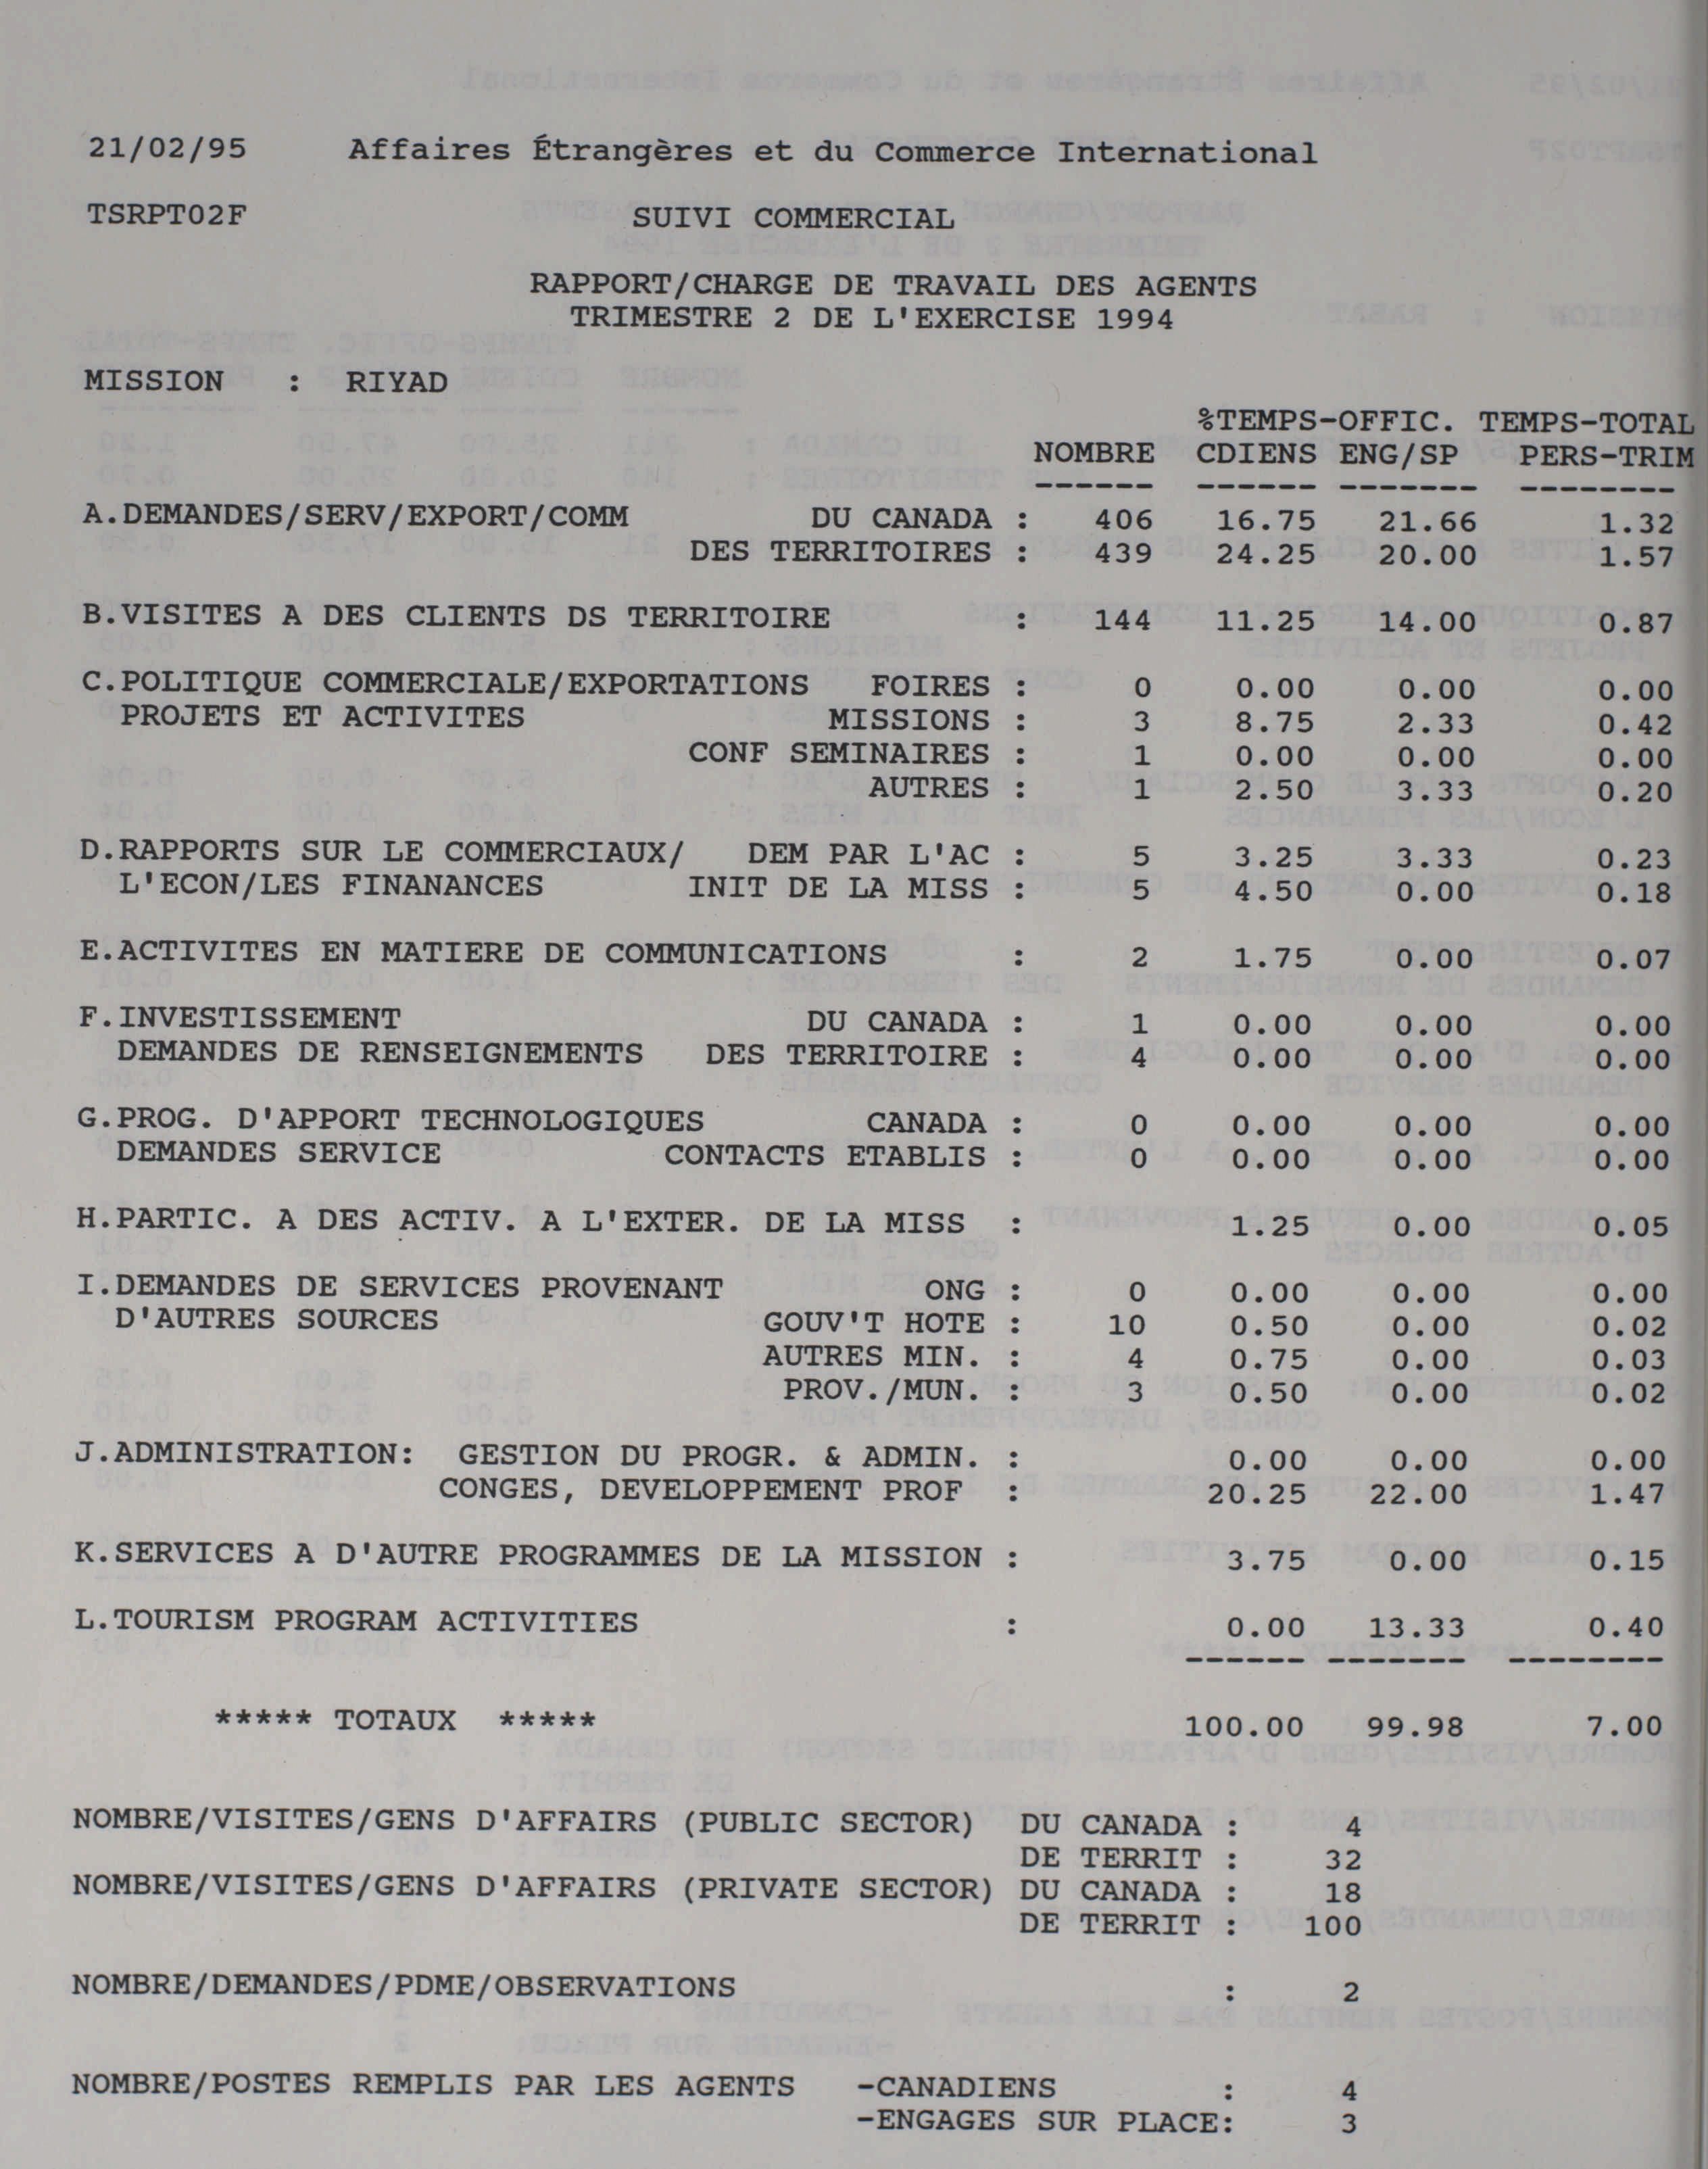 21/02/95 Affaires Étrangères et du Commerce International
TSRPT02F SUIVI COMMERCIAL
RAPPORT/CHARGE DE TRAVAIL DES AGENTS
TRIMESTRE 2 DE L'EXERCISE 1994
MISSION : RIYAD
%TEMPS-OFFIC. TEMPS-TOTAL
NOMBRE CDIENS ENG/SP PERS-TRIM
------ ------ ------- --------
A.DEMANDES/SERV/EXPORT/COMM DU CANADA : 406 16.75 21.66 1.32
DES TERRITOIRES : 439 24.25 20.00 1.57
B.VISITES A DES CLIENTS DS TERRITOIRE : 144 11.25 14.00 0.87
C.POLITIQUE COMMERCIALE/EXPORTATIONS FOIRES : 0 0.00 0.00 0.00
PROJETS ET ACTIVITES MISSIONS : 3 8.75 2.33 0.42
CONF SEMINAIRES : 1 0.00 0.00 0.00
AUTRES : 1 2.50 3.33 0.20
D.RAPPORTS SUR LE COMMERCIAUX/ DEM PAR L'AC : 5 3.25 3.33 0.23
L'ECON/LES FINANANCES INIT DE LA MISS : 5 4.50 0.00 0.18
E.ACTIVITES EN MATIERE DE COMMUNICATIONS : 2 1.75 0.00 0.07
F.INVESTISSEMENT DU CANADA : 1 0.00 0.00 0.00
DEMANDES DE RENSEIGNEMENTS DES TERRITOIRE : 4 0.00 0.00 0.00
G.PROG. D'APPORT TECHNOLOGIQUES CANADA : 0 0.00 0.00 0.00
DEMANDES SERVICE CONTACTS ETABLIS : 0 0.00 0.00 0.00
H.PARTIC. A DES ACTIV. A L'EXTER. DE LA MISS : 1.25 0.00 0.05
I.DEMANDES DE SERVICES PROVENANT ONG : 0 0.00 0.00 0.00
D'AUTRES SOURCES GOUV'T HOTE : 10 0.50 0.00 0.02
AUTRES MIN. : 4 0.75 0.00 0.03
PROV./MUN. : 3 0.50 0.00 0.02
J.ADMINISTRATION: GESTION DU PROGR. & ADMIN. : 0.00 0.00 0.00
CONGES, DEVELOPPEMENT PROF : 20.25 22.00 1.47
K.SERVICES A D'AUTRE PROGRAMMES DE LA MISSION : 3.75 0.00 0.15
L.TOURISM PROGRAM ACTIVITIES : 0.00 13.33 0.40
------ ------- --------
***** TOTAUX ***** 100.00 99.98 7.00
NOMBRE/VISITES/GENS D'AFFAIRS (PUBLIC SECTOR) DU CANADA : 4
DE TERRIT : 32
NOMBRE/VISITES/GENS D'AFFAIRS (PRIVATE SECTOR) DU CANADA : 18
DE TERRIT : 100
NOMBRE/DEMANDES/PDME/OBSERVATIONS : 2
NOMBRE/POSTES REMPLIS PAR LES AGENTS -CANADIENS : 4
-ENGAGES SUR PLACE: 3